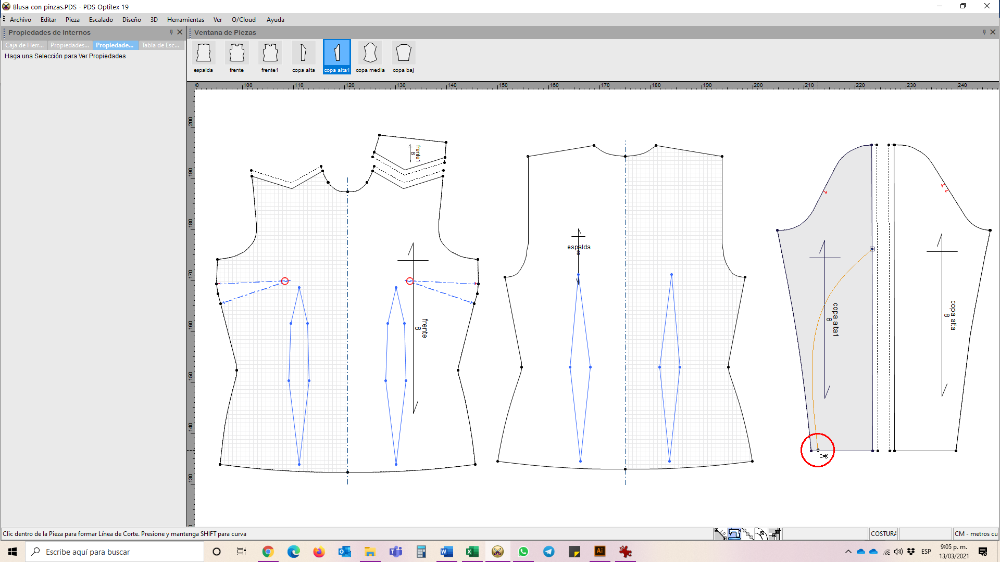 Blusa con pinzas.PDS - PDS Optitex 19
Archivo Editar Pieza Escalado Diseño 3D Herramientas Ver O/Cloud Ayuda
Propiedades de Internos
Caja de Herr... Propiedades... Propiedade... Tabla de Esc...
Haga una Selección para Ver Propiedades
Ventana de Piezas
espalda frente frente1 copa alta copa alta1 copa media copa baj
100 110 120 130 140 150 160 170 180 190 200 210 220 230 240
200
190
180
170
160
150
140
130
frente1
8
frente
8
espalda
8
copa alta1
8
copa alta
8
Clic dentro de la Pieza para formar Línea de Corte. Presione y mantenga SHIFT para curva
COSTURA
CM - metros cu
Escribe aquí para buscar
ESP
9:05 p. m.
13/03/2021